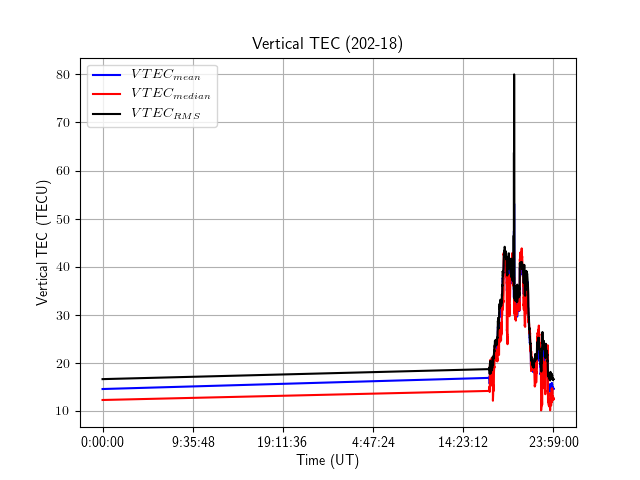 Vertical TEC (202-18)
VTEC_mean
VTEC_median
VTEC_RMS
80
70
60
50
40
30
20
10
Vertical TEC (TECU)
0:00:00 9:35:48 19:11:36 4:47:24 14:23:12 23:59:00
Time (UT)